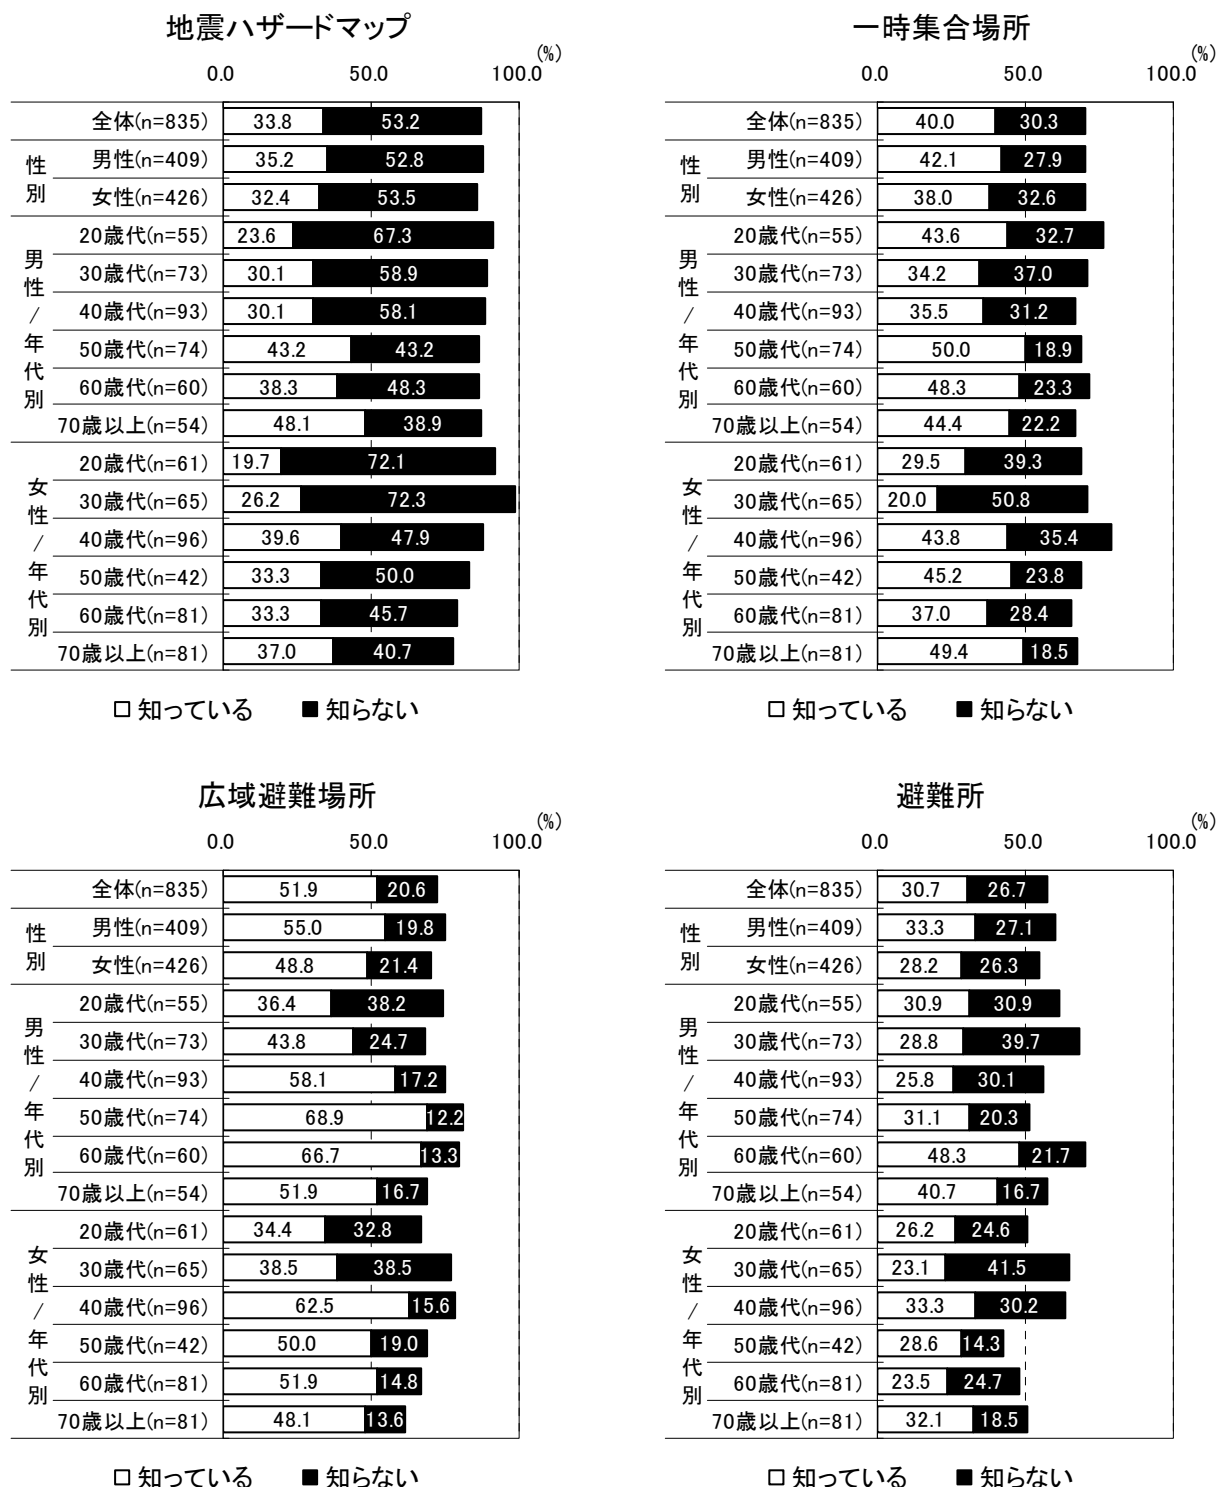 地震ハザードマップ
(%)
0.0 50.0 100.0
全体(n=835) 33.8 53.2
性別
男性(n=409) 35.2 52.8
女性(n=426) 32.4 53.5
男性/年代別
20歳代(n=55) 23.6 67.3
30歳代(n=73) 30.1 58.9
40歳代(n=93) 30.1 58.1
50歳代(n=74) 43.2 43.2
60歳代(n=60) 38.3 48.3
70歳以上(n=54) 48.1 38.9
女性/年代別
20歳代(n=61) 19.7 72.1
30歳代(n=65) 26.2 72.3
40歳代(n=96) 39.6 47.9
50歳代(n=42) 33.3 50.0
60歳代(n=81) 33.3 45.7
70歳以上(n=81) 37.0 40.7
□ 知っている ■ 知らない
一時集合場所
(%)
0.0 50.0 100.0
全体(n=835) 40.0 30.3
性別
男性(n=409) 42.1 27.9
女性(n=426) 38.0 32.6
男性/年代別
20歳代(n=55) 43.6 32.7
30歳代(n=73) 34.2 37.0
40歳代(n=93) 35.5 31.2
50歳代(n=74) 50.0 18.9
60歳代(n=60) 48.3 23.3
70歳以上(n=54) 44.4 22.2
女性/年代別
20歳代(n=61) 29.5 39.3
30歳代(n=65) 20.0 50.8
40歳代(n=96) 43.8 35.4
50歳代(n=42) 45.2 23.8
60歳代(n=81) 37.0 28.4
70歳以上(n=81) 49.4 18.5
□ 知っている ■ 知らない
広域避難場所
(%)
0.0 50.0 100.0
全体(n=835) 51.9 20.6
性別
男性(n=409) 55.0 19.8
女性(n=426) 48.8 21.4
男性/年代別
20歳代(n=55) 36.4 38.2
30歳代(n=73) 43.8 24.7
40歳代(n=93) 58.1 17.2
50歳代(n=74) 68.9 12.2
60歳代(n=60) 66.7 13.3
70歳以上(n=54) 51.9 16.7
女性/年代別
20歳代(n=61) 34.4 32.8
30歳代(n=65) 38.5 38.5
40歳代(n=96) 62.5 15.6
50歳代(n=42) 50.0 19.0
60歳代(n=81) 51.9 14.8
70歳以上(n=81) 48.1 13.6
□ 知っている ■ 知らない
避難所
(%)
0.0 50.0 100.0
全体(n=835) 30.7 26.7
性別
男性(n=409) 33.3 27.1
女性(n=426) 28.2 26.3
男性/年代別
20歳代(n=55) 30.9 30.9
30歳代(n=73) 28.8 39.7
40歳代(n=93) 25.8 30.1
50歳代(n=74) 31.1 20.3
60歳代(n=60) 48.3 21.7
70歳以上(n=54) 40.7 16.7
女性/年代別
20歳代(n=61) 26.2 24.6
30歳代(n=65) 23.1 41.5
40歳代(n=96) 33.3 30.2
50歳代(n=42) 28.6 14.3
60歳代(n=81) 23.5 24.7
70歳以上(n=81) 32.1 18.5
□ 知っている ■ 知らない